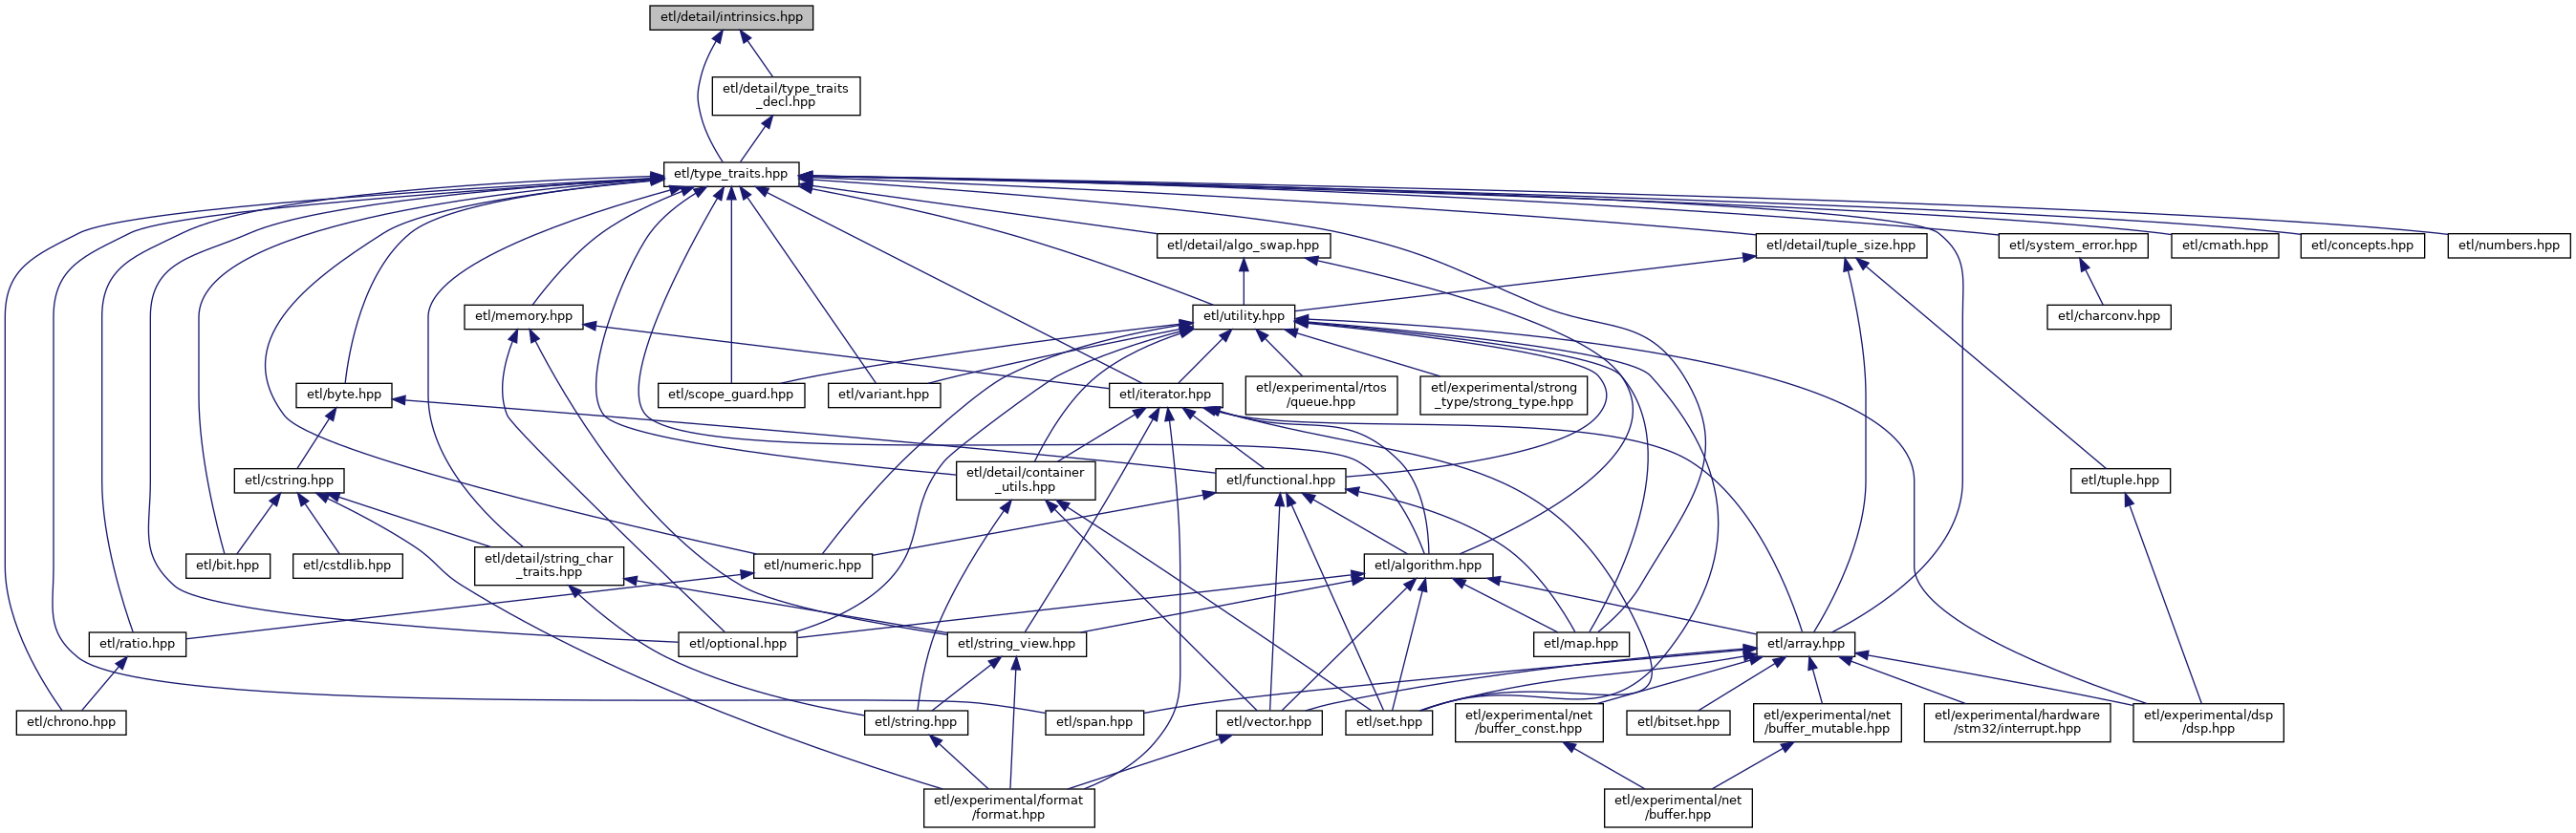 etl/detail/intrinsics.hpp
etl/detail/type_traits
_decl.hpp
etl/type_traits.hpp
etl/detail/algo_swap.hpp
etl/detail/tuple_size.hpp
etl/system_error.hpp
etl/cmath.hpp
etl/concepts.hpp
etl/numbers.hpp
etl/memory.hpp
etl/utility.hpp
etl/charconv.hpp
etl/byte.hpp
etl/scope_guard.hpp
etl/variant.hpp
etl/iterator.hpp
etl/experimental/rtos
/queue.hpp
etl/experimental/strong
_type/strong_type.hpp
etl/cstring.hpp
etl/detail/container
_utils.hpp
etl/functional.hpp
etl/tuple.hpp
etl/bit.hpp
etl/cstdlib.hpp
etl/detail/string_char
_traits.hpp
etl/numeric.hpp
etl/algorithm.hpp
etl/ratio.hpp
etl/optional.hpp
etl/string_view.hpp
etl/map.hpp
etl/array.hpp
etl/chrono.hpp
etl/string.hpp
etl/span.hpp
etl/vector.hpp
etl/set.hpp
etl/experimental/net
/buffer_const.hpp
etl/bitset.hpp
etl/experimental/net
/buffer_mutable.hpp
etl/experimental/hardware
/stm32/interrupt.hpp
etl/experimental/dsp
/dsp.hpp
etl/experimental/format
/format.hpp
etl/experimental/net
/buffer.hpp